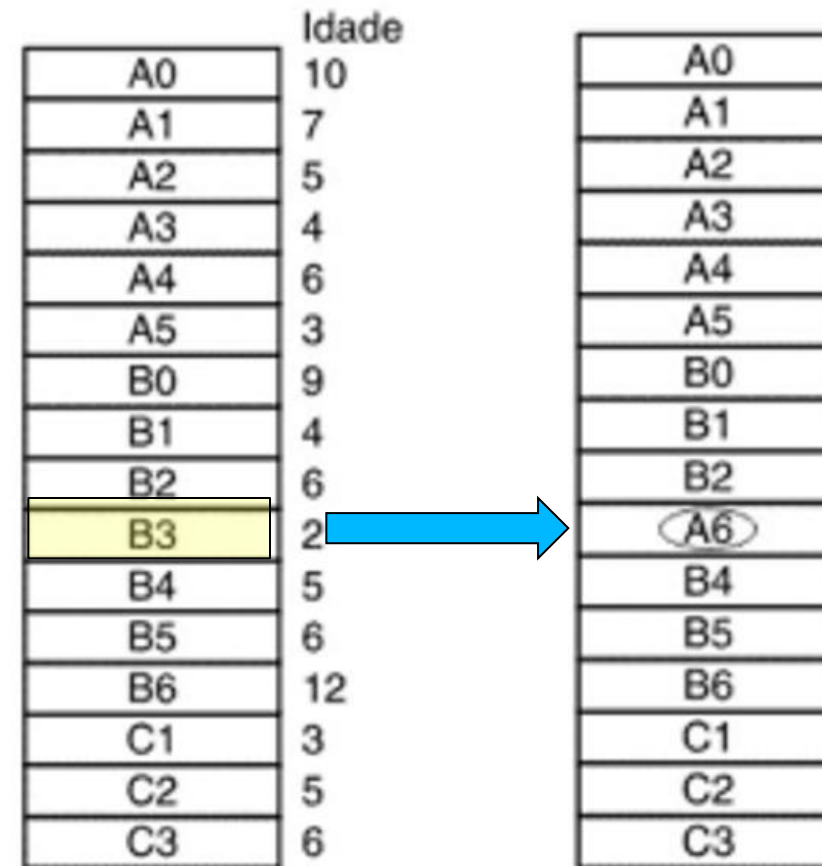 Idade
A0 10 A0
A1 7 A1
A2 5 A2
A3 4 A3
A4 6 A4
A5 3 A5
B0 9 B0
B1 4 B1
B2 6 B2
B3 2 A6
B4 5 B4
B5 6 B5
B6 12 B6
C1 3 C1
C2 5 C2
C3 6 C3